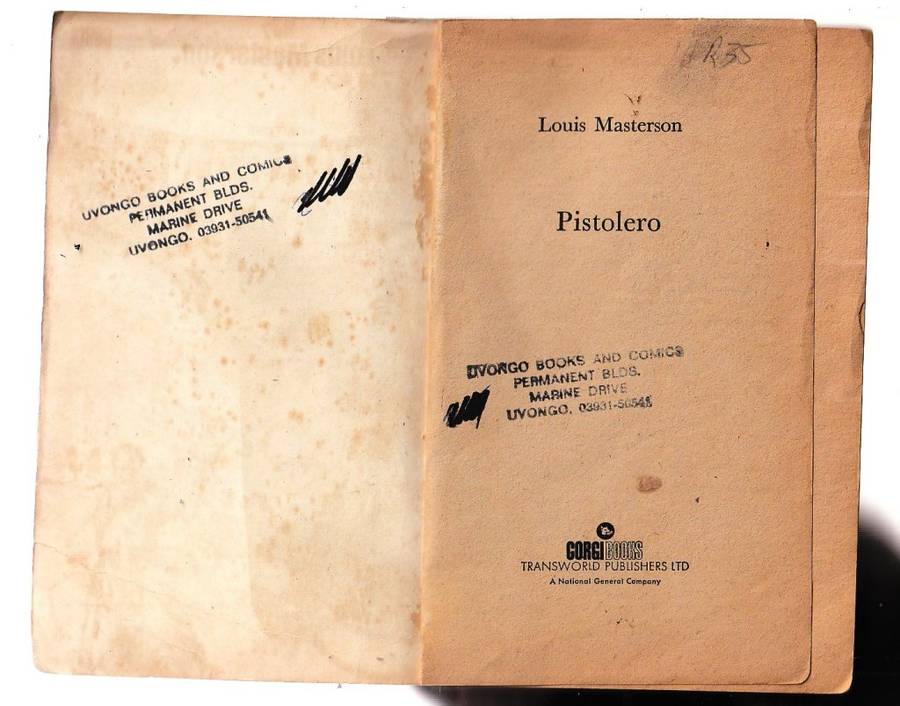 UVONGO BOOKS AND COMICS
PERMANENT BLDS.
MARINE DRIVE
UVONGO. 03931-50541
R35
Louis Masterson
Pistolero
UVONGO BOOKS AND COMICS
PERMANENT BLDS.
MARINE DRIVE
UVONGO. 03931-50541
CORGI BOOKS
TRANSWORLD PUBLISHERS LTD
A National General Company